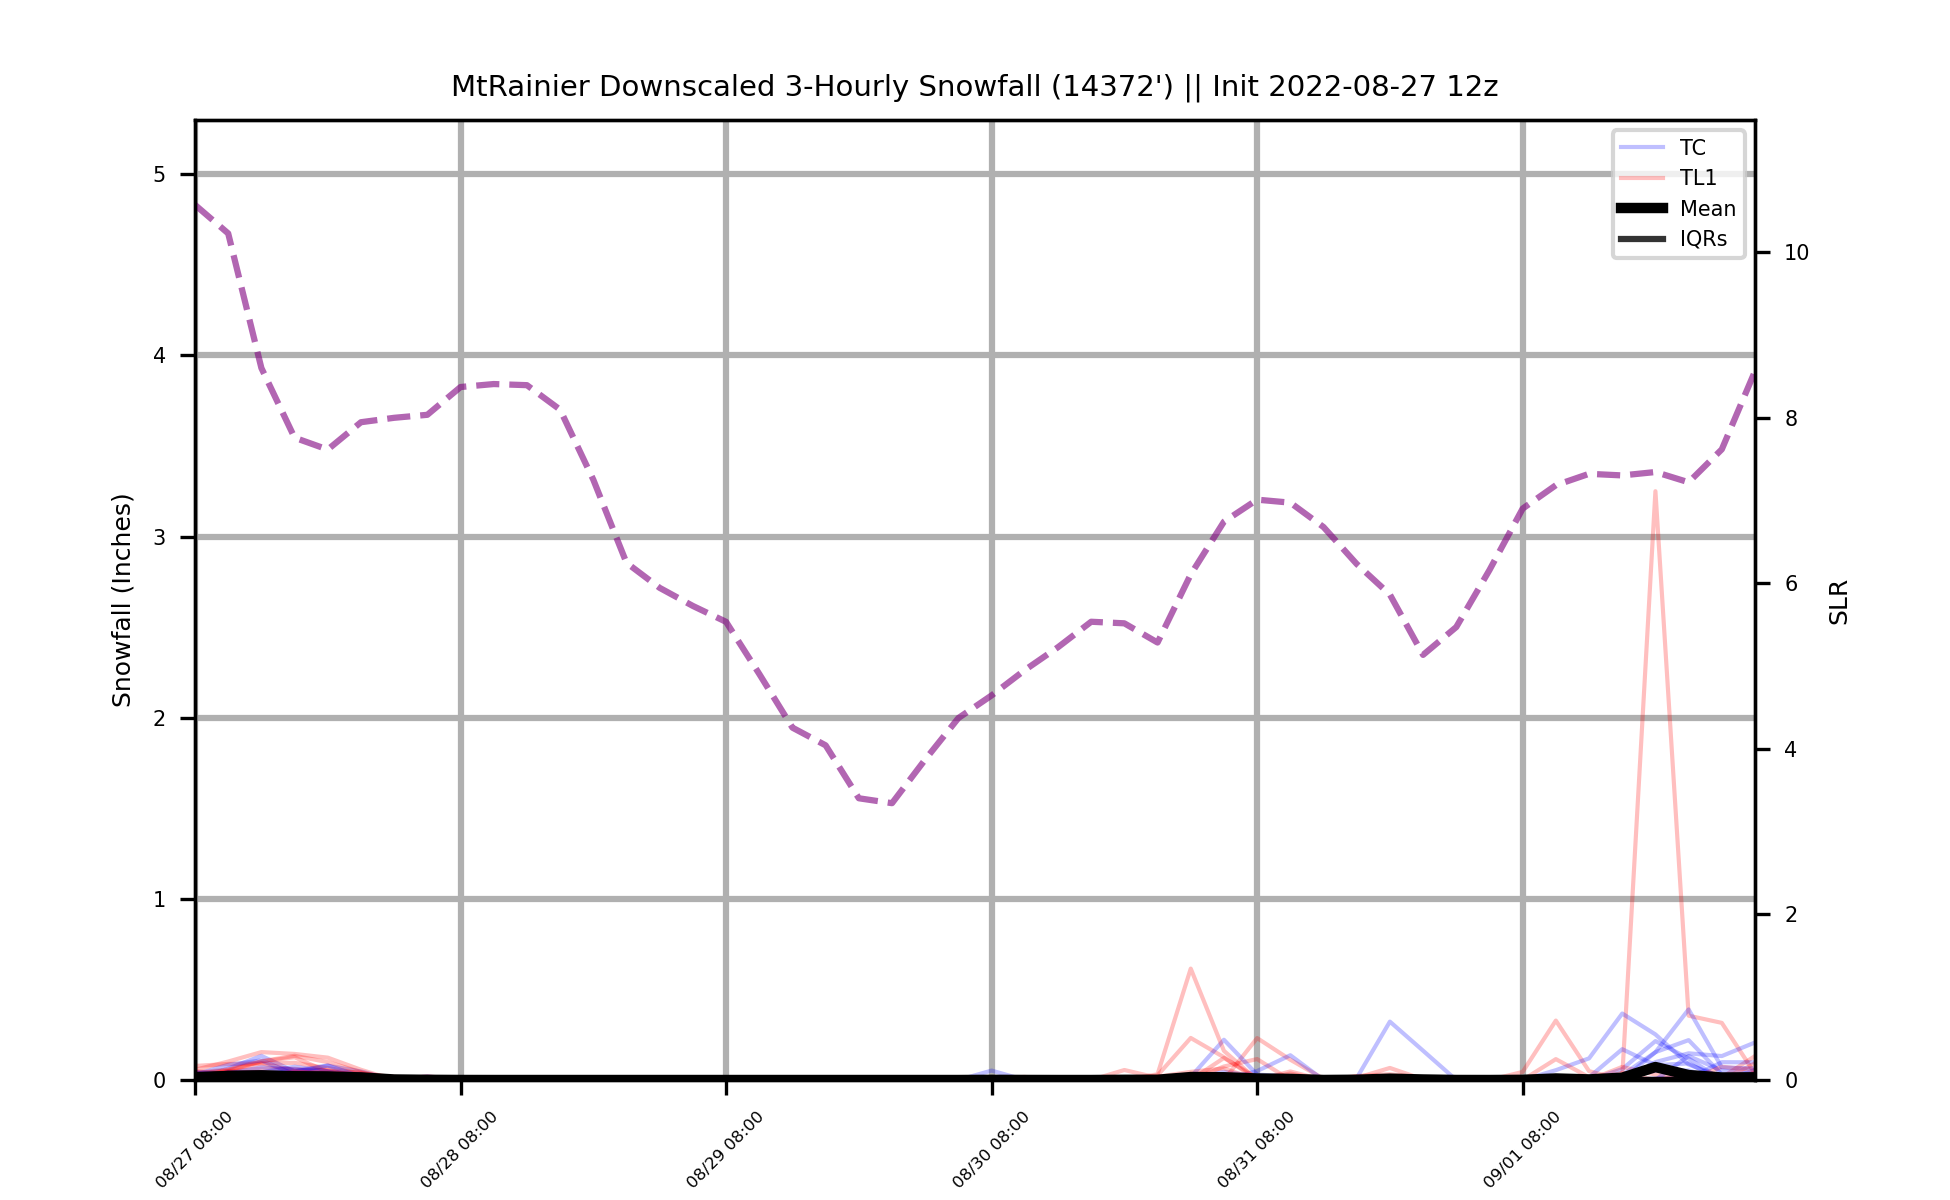 MtRainier Downscaled 3-Hourly Snowfall (14372') || Init 2022-08-27 12z
TC
TL1
Mean
IQRs
Snowfall (Inches)
5
4
3
2
1
0
SLR
10
8
6
4
2
0
08/27 08:00
08/28 08:00
08/29 08:00
08/30 08:00
08/31 08:00
09/01 08:00